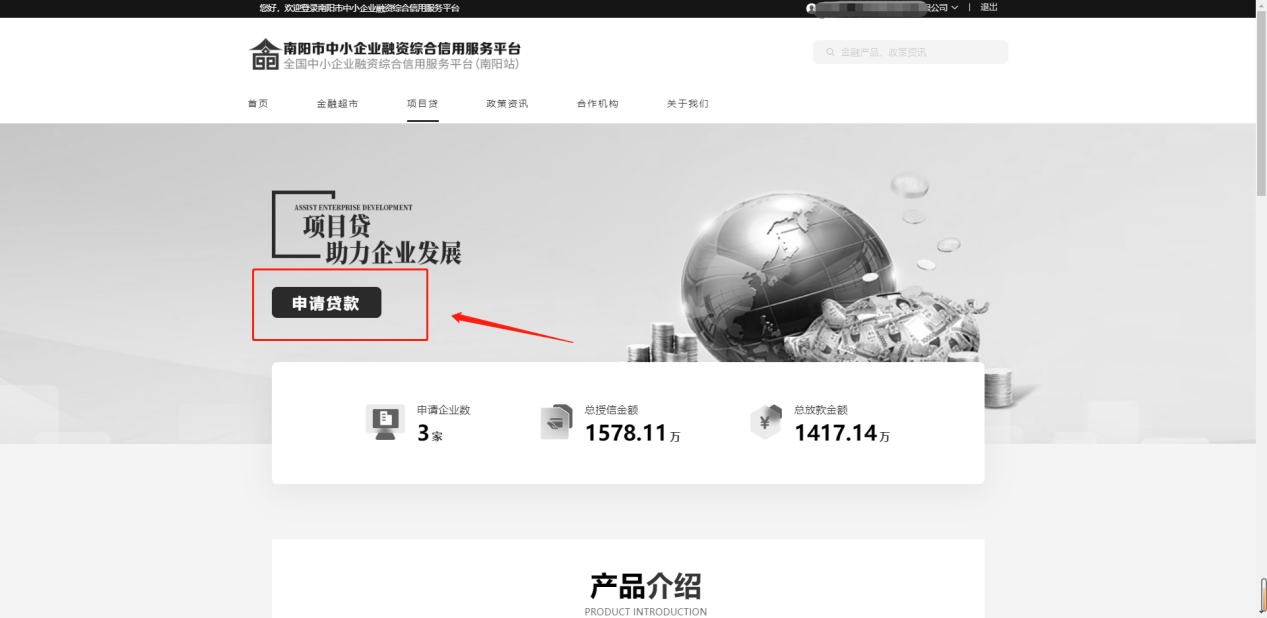 您好，欢迎登录南阳市中小企业融资综合信用服务平台
限公司 | 退出
南阳市中小企业融资综合信用服务平台
全国中小企业融资综合信用服务平台(南阳站)
金融产品、政策资讯
首页 金融超市 项目贷 政策资讯 合作机构 关于我们
ASSIST ENTERPRISE DEVELOPMENT
项目贷
助力企业发展
申请贷款
申请企业数 总授信金额 总放款金额
3家 1578.11万 1417.14万
产品介绍
PRODUCT INTRODUCTION